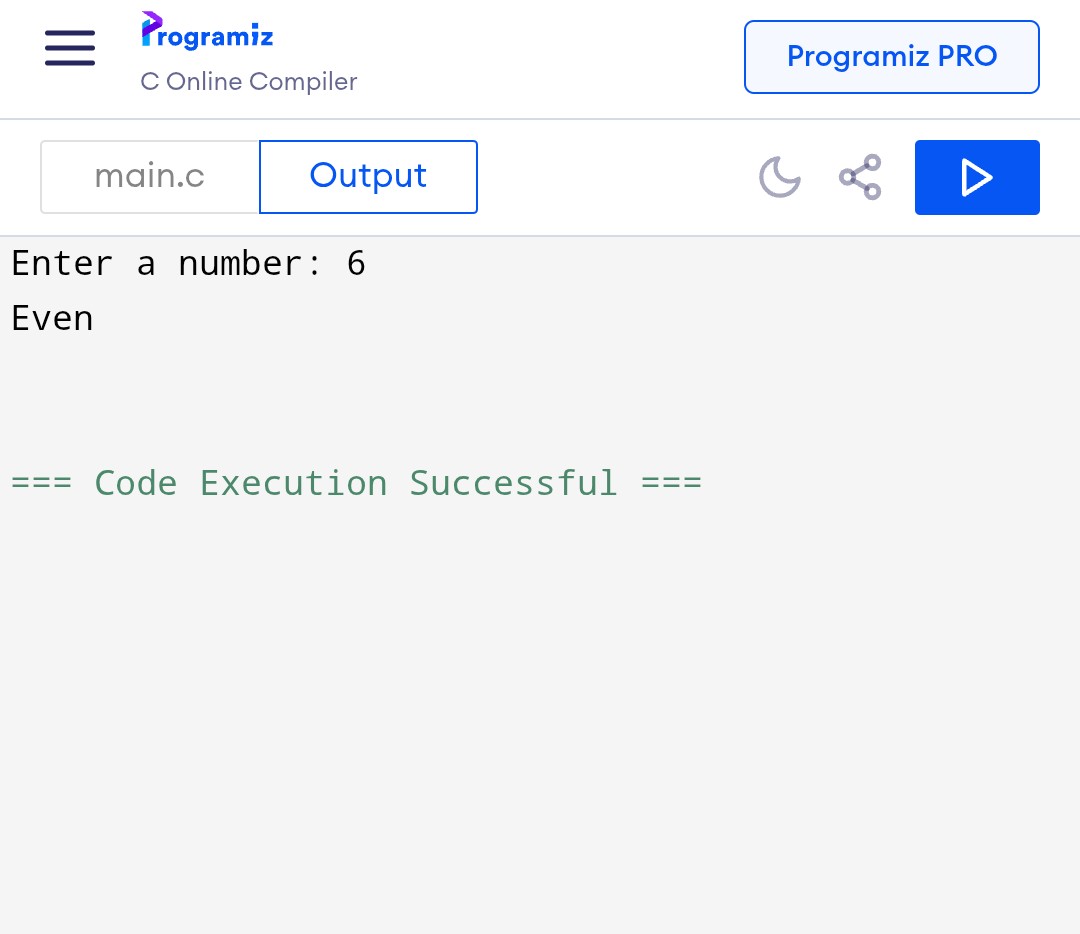 Programiz
C Online Compiler
Programiz PRO
main.c
Output
Enter a number: 6
Even
=== Code Execution Successful ===